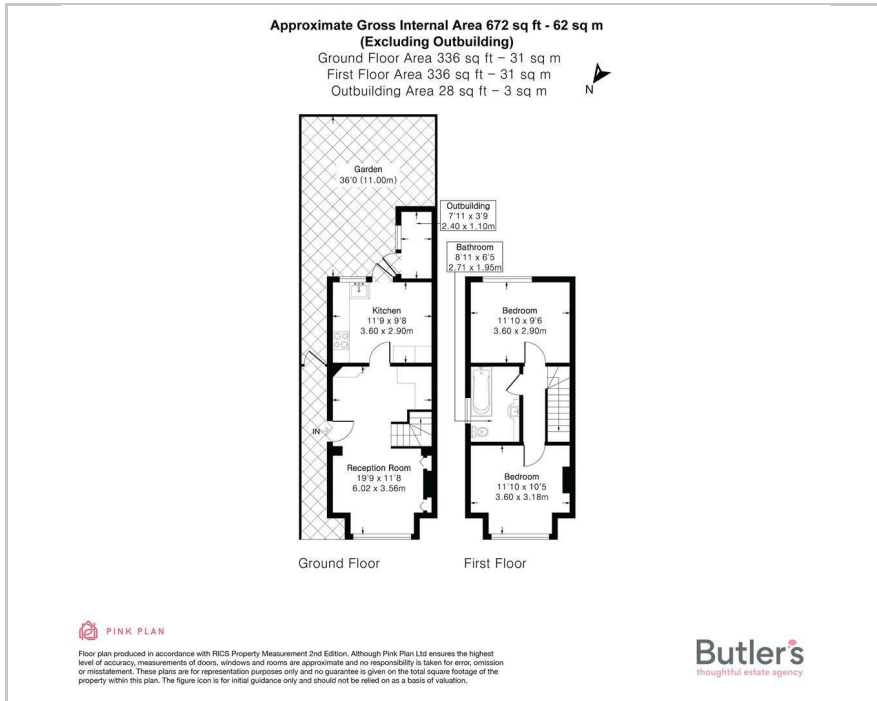 Approximate Gross Internal Area 672 sq ft - 62 sq m
(Excluding Outbuilding)
Ground Floor Area 336 sq ft – 31 sq m
First Floor Area 336 sq ft – 31 sq m
Outbuilding Area 28 sq ft – 3 sq m
N
Garden
36'0 (11.00m)
Outbuilding
7'11 x 3'9
2.40 x 1.10m
Bathroom
8'11 x 6'5
2.71 x 1.95m
Kitchen
11'9 x 9'8
3.60 x 2.90m
Bedroom
11'10 x 9'6
3.60 x 2.90m
IN
Reception Room
19'9 x 11'8
6.02 x 3.56m
Bedroom
11'10 x 10'5
3.60 x 3.18m
Ground Floor
First Floor
PINK PLAN
Floor plan produced in accordance with RICS Property Measurement 2nd Edition. Although Pink Plan Ltd ensures the highest
level of accuracy, measurements of doors, windows and rooms are approximate and no responsibility is taken for error, omission
or misstatement. These plans are for representation purposes only and no guarantee is given on the total square footage of the
property within this plan. The figure icon is for initial guidance only and should not be relied on as a basis of valuation.
Butler's
thoughtful estate agency